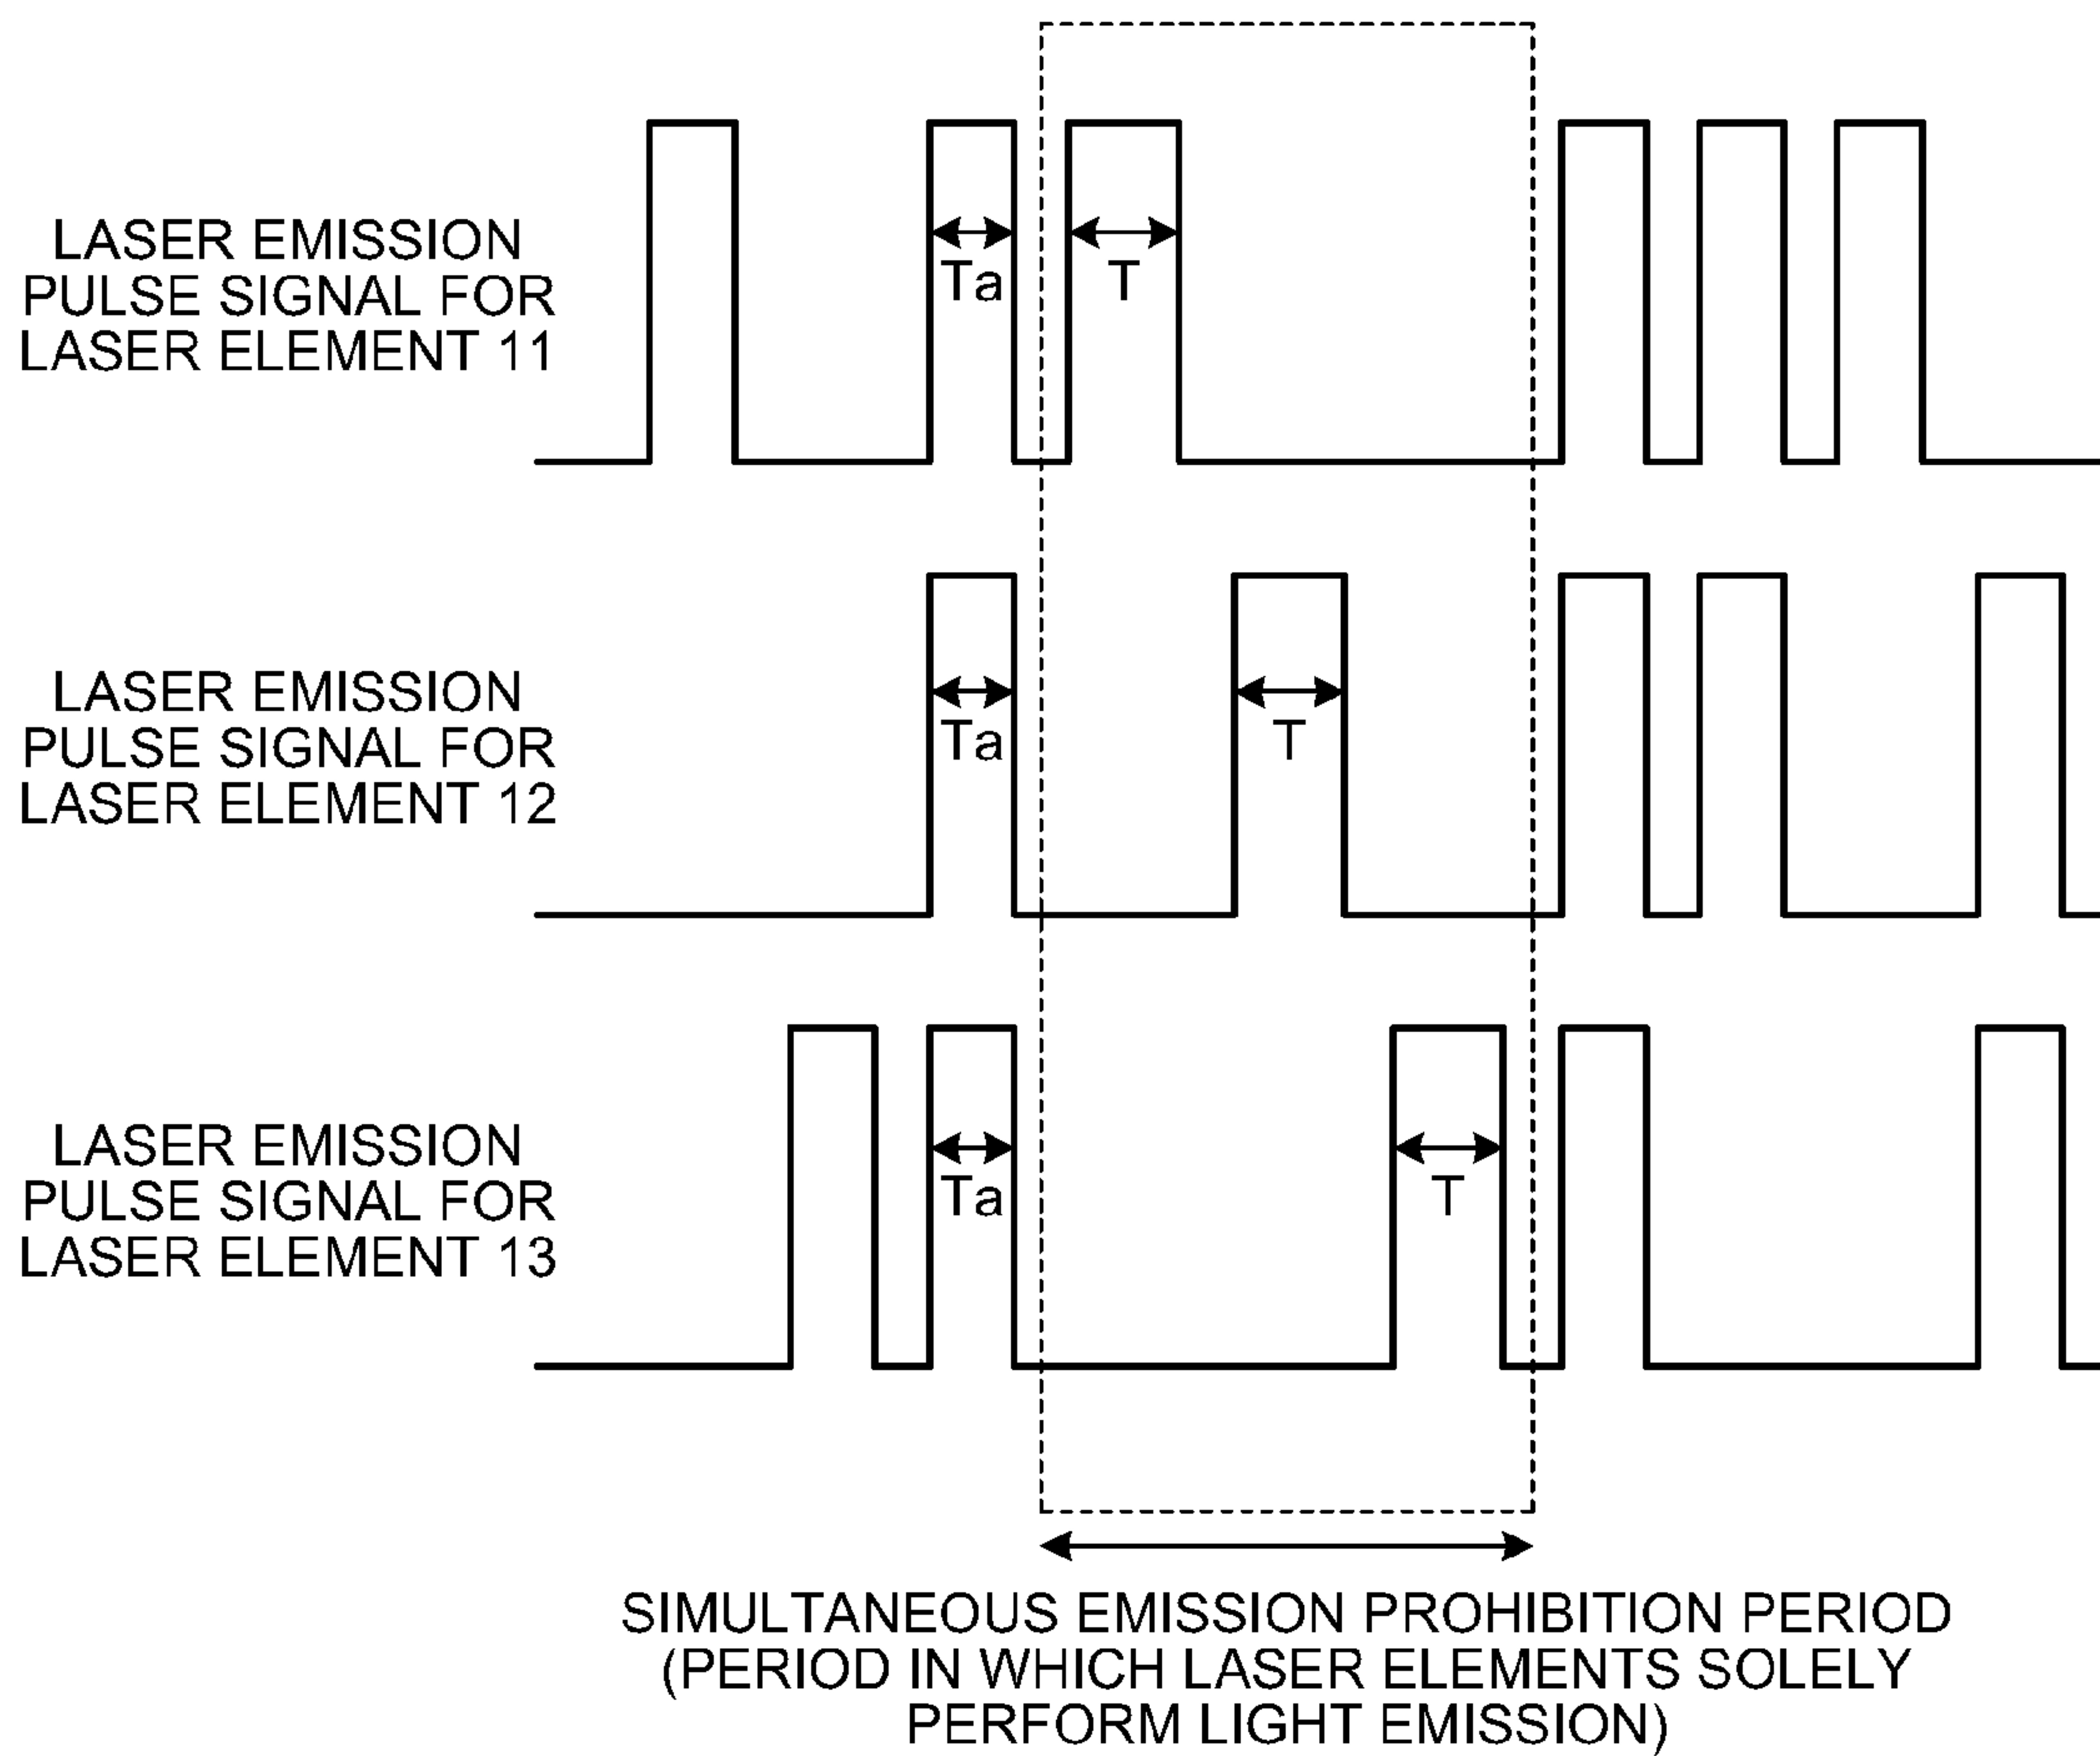 LASER EMISSION
PULSE SIGNAL FOR
LASER ELEMENT 11
Ta
T
LASER EMISSION
PULSE SIGNAL FOR
LASER ELEMENT 12
Ta
T
LASER EMISSION
PULSE SIGNAL FOR
LASER ELEMENT 13
Ta
T
SIMULTANEOUS EMISSION PROHIBITION PERIOD
(PERIOD IN WHICH LASER ELEMENTS SOLELY
PERFORM LIGHT EMISSION)